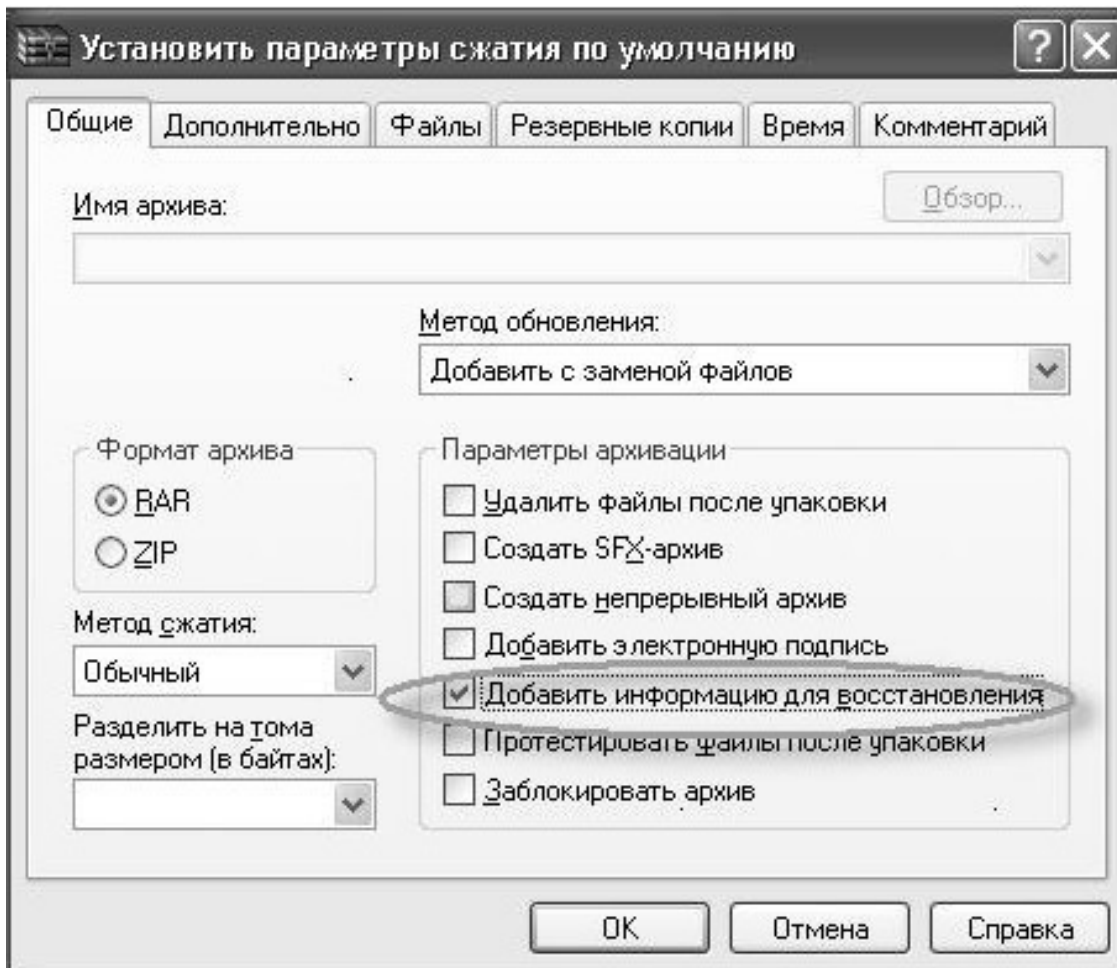 Установить параметры сжатия по умолчанию
Общие Дополнительно Файлы Резервные копии Время Комментарий
Имя архива:
Обзор...
Метод обновления:
Добавить с заменой файлов
Формат архива
RAR
ZIP
Метод сжатия:
Обычный
Разделить на тома
размером (в байтах):
Параметры архивации
Удалить файлы после упаковки
Создать SFX-архив
Создать непрерывный архив
Добавить электронную подпись
Добавить информацию для восстановления
Протестировать файлы после упаковки
Заблокировать архив
OK Отмена Справка